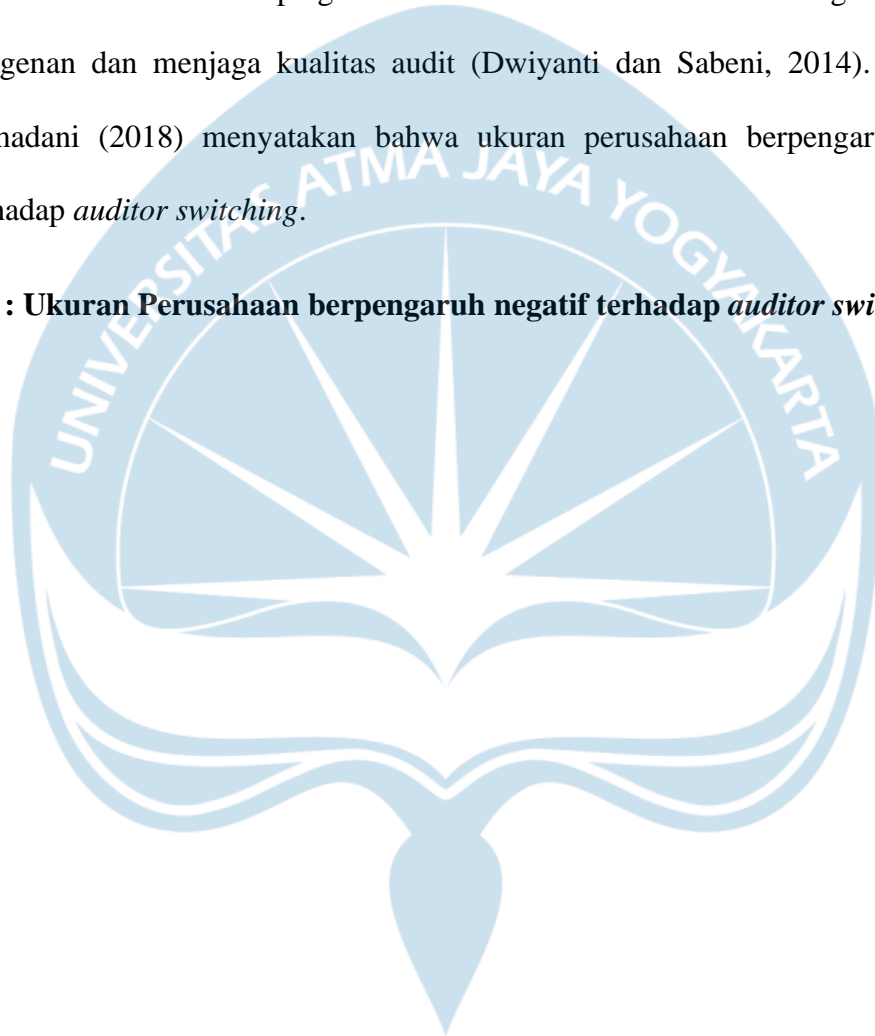 genan dan menjaga kualitas audit (Dwiyanti dan Sabeni, 2014).
nadani (2018) menyatakan bahwa ukuran perusahaan berpengar
hadap auditor switching.
: Ukuran Perusahaan berpengaruh negatif terhadap auditor swi
UNIVERSITAS ATMA JAYA YOGYAKARTA